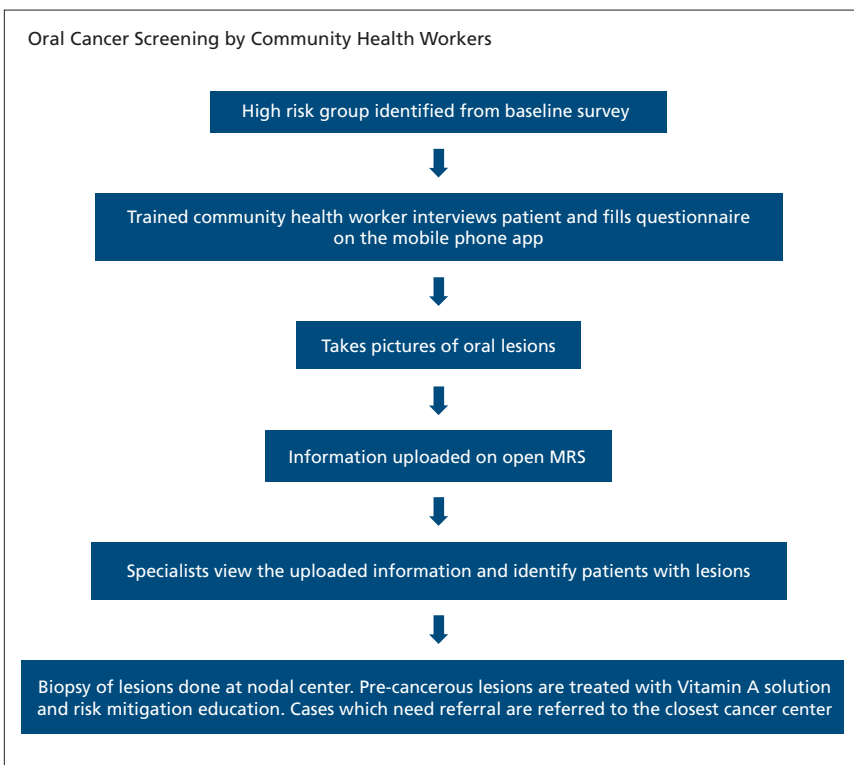 Oral Cancer Screening by Community Health Workers
High risk group identified from baseline survey
Trained community health worker interviews patient and fills questionnaire
on the mobile phone app
Takes pictures of oral lesions
Information uploaded on open MRS
Specialists view the uploaded information and identify patients with lesions
Biopsy of lesions done at nodal center. Pre-cancerous lesions are treated with Vitamin A solution
and risk mitigation education. Cases which need referral are referred to the closest cancer center